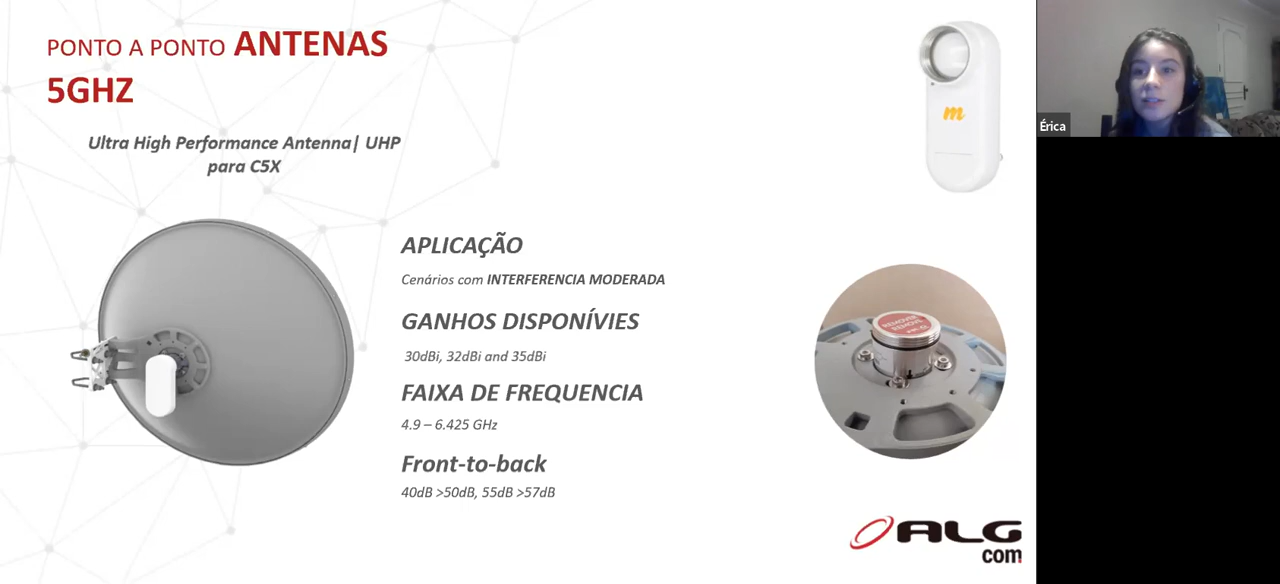 PONTO A PONTO ANTENAS
5GHZ
Ultra High Performance Antenna| UHP
para C5X
APLICAÇÃO
Cenários com INTERFERENCIA MODERADA
GANHOS DISPONÍVIES
30dBi, 32dBi and 35dBi
FAIXA DE FREQUENCIA
4.9 – 6.425 GHz
Front-to-back
40dB >50dB, 55dB >57dB
m
REMOVER
REMOVE
ALG
com
Érica